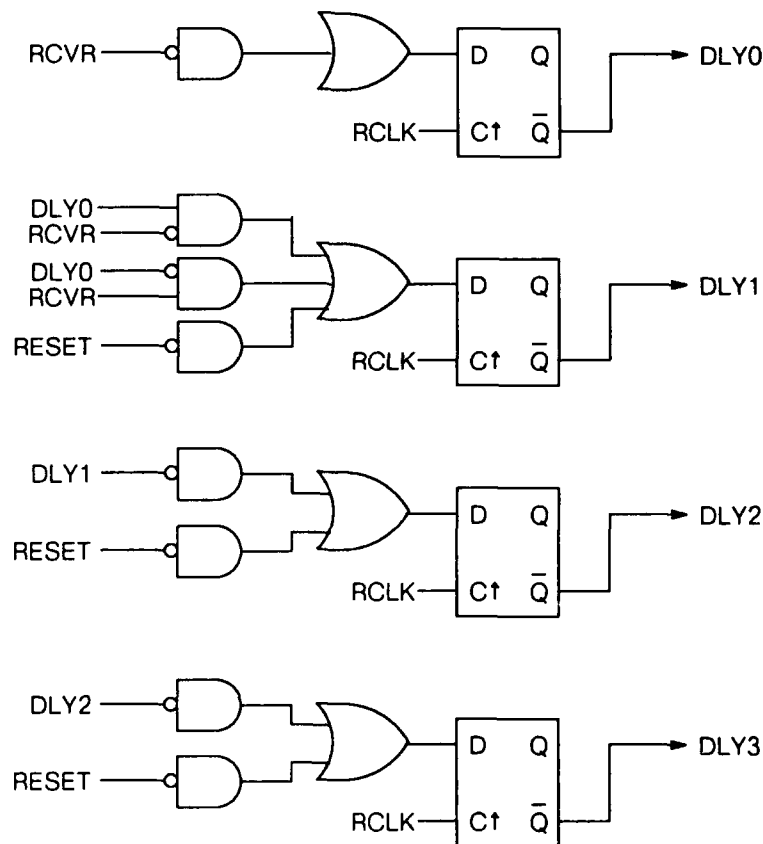 RCVR D Q DLY0
RCLK C↑ Q̅
DLY0
RCVR
DLY0 D Q DLY1
RCVR
RESET RCLK C↑ Q̅
DLY1 D Q DLY2
RESET
RCLK C↑ Q̅
DLY2 D Q DLY3
RESET
RCLK C↑ Q̅